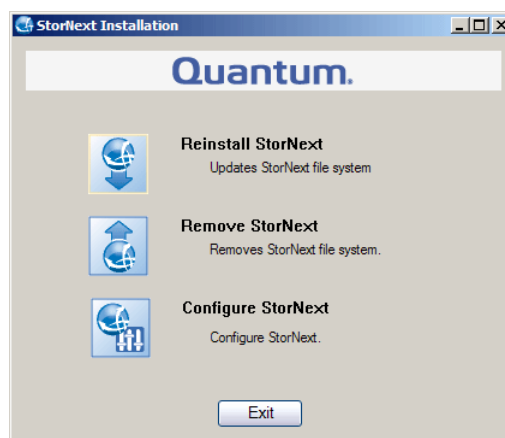 StorNext Installation
Quantum.
Reinstall StorNext
Updates StorNext file system
Remove StorNext
Removes StorNext file system.
Configure StorNext
Configure StorNext.
Exit